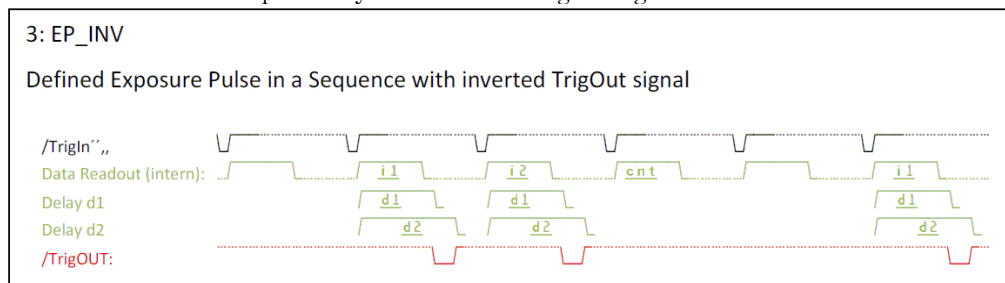 3: EP_INV
Defined Exposure Pulse in a Sequence with inverted TrigOut signal
/TrigIn´´,,
Data Readout (intern): i1 i2 cnt i1
Delay d1 d1 d1 d1
Delay d2 d2 d2 d2
/TrigOUT: